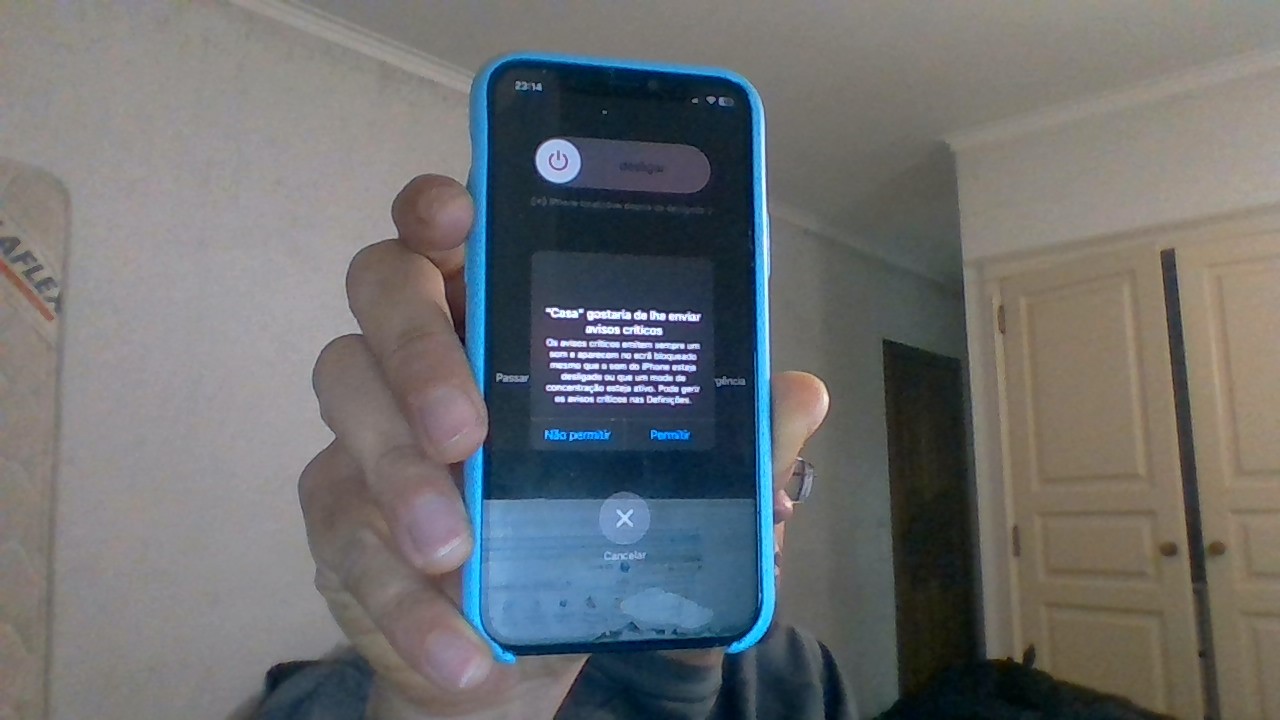 23:14
desligar
"Casa" gostaria de lhe enviar
avisos críticos
Os avisos críticos emitem sempre um
som e aparecem no ecrã bloqueado
mesmo que o som do iPhone esteja
desligado ou que um modo de
concentração esteja ativo. Pode gerir
os avisos críticos nas Definições.
Passar
gência
Não permitir Permitir
Cancelar
AFLEX